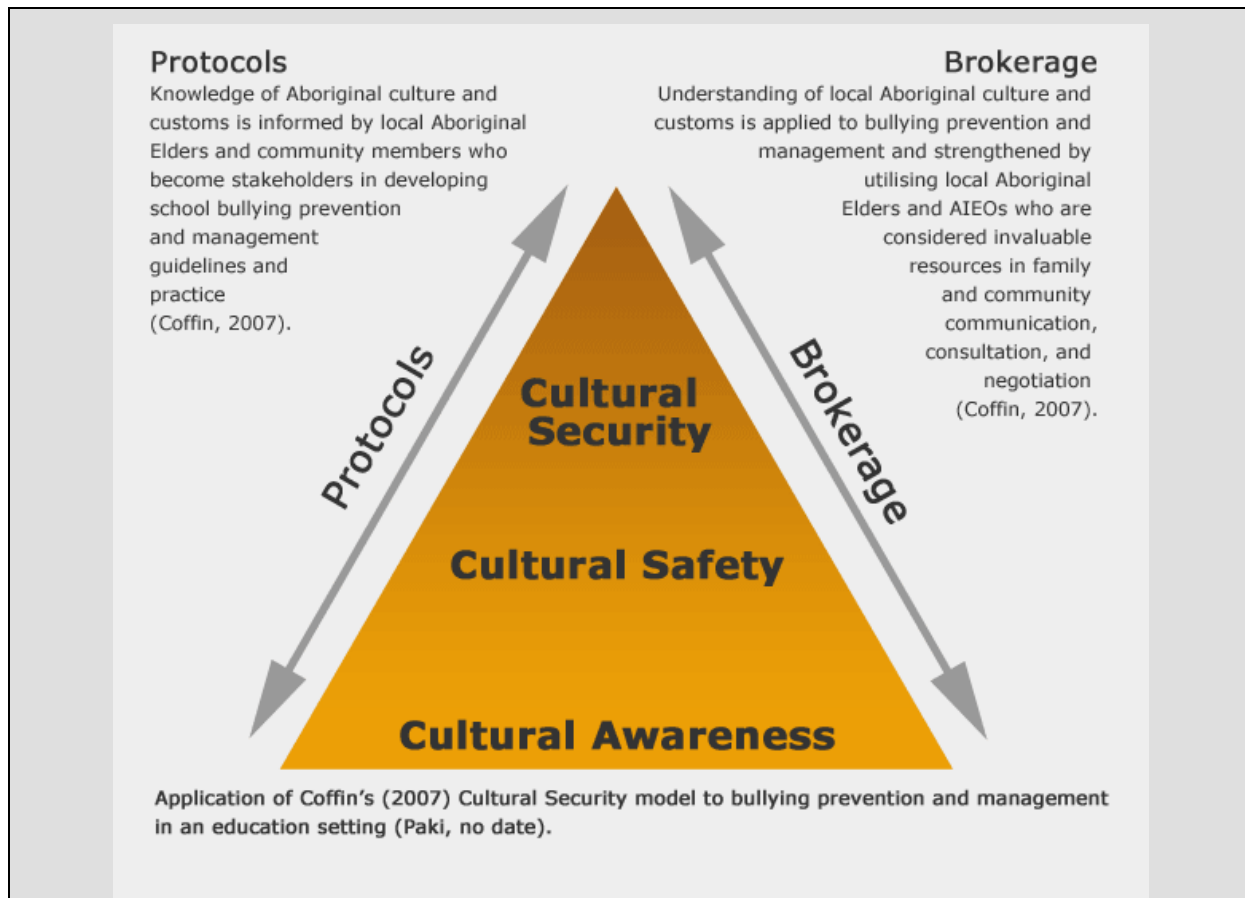 Protocols
Knowledge of Aboriginal culture and
customs is informed by local Aboriginal
Elders and community members who
become stakeholders in developing
school bullying prevention
and management
guidelines and
practice
(Coffin, 2007).
Brokerage
Understanding of local Aboriginal culture and
customs is applied to bullying prevention and
management and strengthened by
utilising local Aboriginal
Elders and AIEOs who are
considered invaluable
resources in family
and community
communication,
consultation, and
negotiation
(Coffin, 2007).
Protocols
Brokerage
Cultural
Security
Cultural Safety
Cultural Awareness
Application of Coffin's (2007) Cultural Security model to bullying prevention and management
in an education setting (Paki, no date).